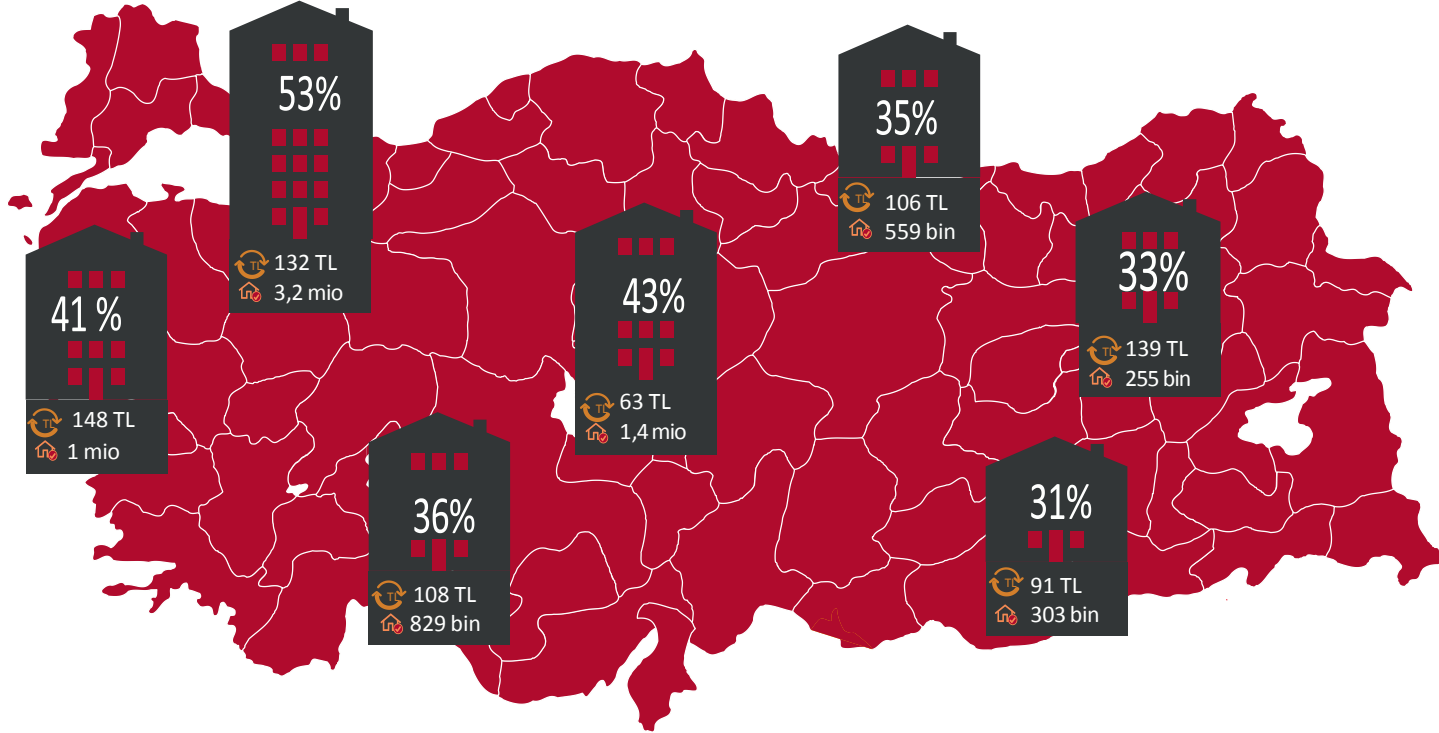 53%
132 TL
3,2 mio
35%
106 TL
559 bin
41 %
148 TL
1 mio
43%
63 TL
1,4 mio
33%
139 TL
255 bin
36%
108 TL
829 bin
31%
91 TL
303 bin